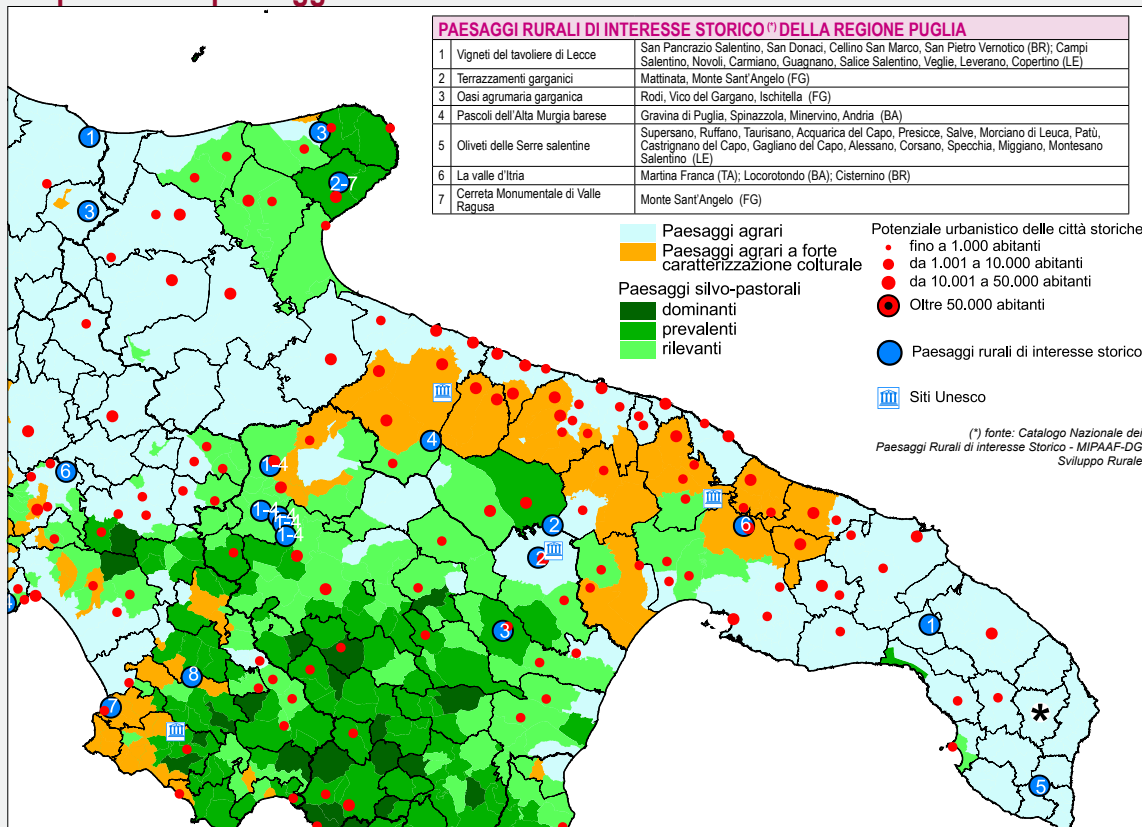 PAESAGGI RURALI DI INTERESSE STORICO (*) DELLA REGIONE PUGLIA
1 Vigneti del tavoliere di Lecce San Pancrazio Salentino, San Donaci, Cellino San Marco, San Pietro Vernotico (BR); Campi
Salentino, Novoli, Carmiano, Guagnano, Salice Salentino, Veglie, Leverano, Copertino (LE)
2 Terrazzamenti garganici Mattinata, Monte Sant'Angelo (FG)
3 Oasi agrumaria garganica Rodi, Vico del Gargano, Ischitella (FG)
4 Pascoli dell'Alta Murgia barese Gravina di Puglia, Spinazzola, Minervino, Andria (BA)
5 Oliveti delle Serre salentine Supersano, Ruffano, Taurisano, Acquarica del Capo, Presicce, Salve, Morciano di Leuca, Patù,
Castrignano del Capo, Gagliano del Capo, Alessano, Corsano, Specchia, Miggiano, Montesano
Salentino (LE)
6 La valle d'Itria Martina Franca (TA); Locorotondo (BA); Cisternino (BR)
7 Cerreta Monumentale di Valle
Ragusa Monte Sant'Angelo (FG)
Paesaggi agrari
Paesaggi agrari a forte
caratterizzazione colturale
Paesaggi silvo-pastorali
dominanti
prevalenti
rilevanti
Potenziale urbanistico delle città storiche
fino a 1.000 abitanti
da 1.001 a 10.000 abitanti
da 10.001 a 50.000 abitanti
Oltre 50.000 abitanti
Paesaggi rurali di interesse storico
Siti Unesco
(*) fonte: Catalogo Nazionale dei
Paesaggi Rurali di interesse Storico - MIPAAF-DG
Sviluppo Rurale
1
3
3
2-7
4
6
1-4
1-4
1-4
1-4
2
2
6
3
1
8
7
5
*